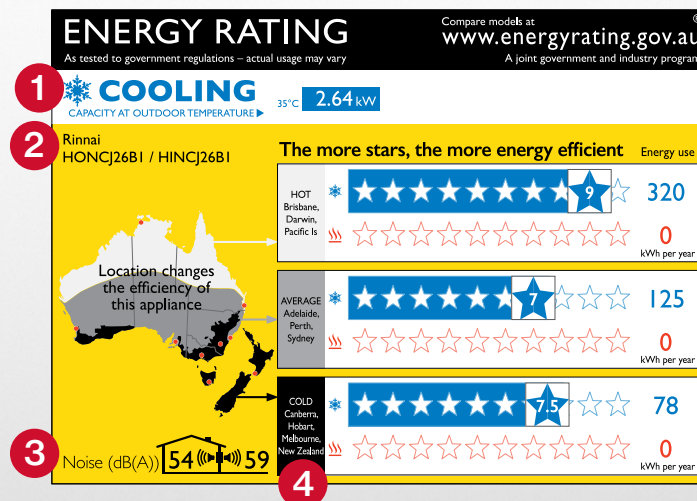 ENERGY RATING
As tested to government regulations – actual usage may vary
Compare models at
www.energyrating.gov.au
A joint government and industry program
1
COOLING
CAPACITY AT OUTDOOR TEMPERATURE ▶
35°C 2.64 kW
2
Rinnai
HONCJ26B1 / HINCJ26B1
The more stars, the more energy efficient Energy use
HOT
Brisbane,
Darwin,
Pacific Is
9
320
0
kWh per year
Location changes
the efficiency of
this appliance
AVERAGE
Adelaide,
Perth,
Sydney
7
125
0
kWh per year
COLD
Canberra,
Hobart,
Melbourne,
New Zealand
7.5
78
0
kWh per year
3
Noise (dB(A)) 54 59
4